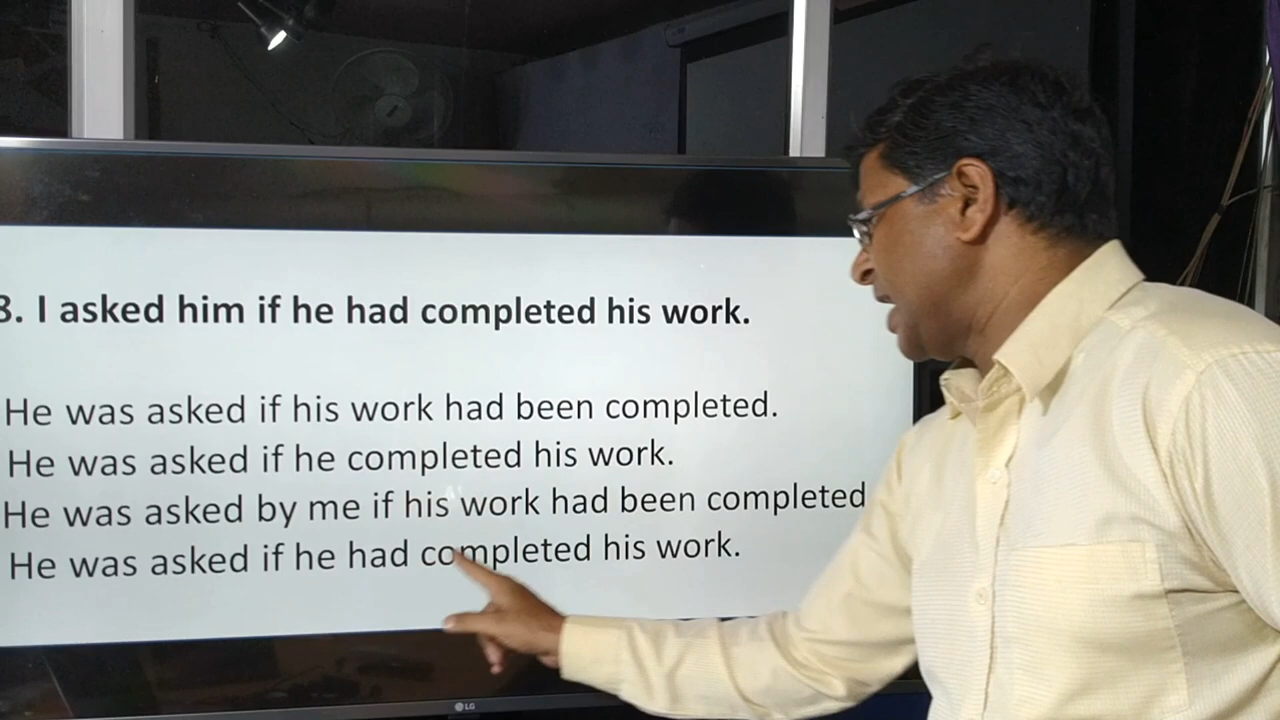 3. I asked him if he had completed his work.
He was asked if his work had been completed.
He was asked if he completed his work.
He was asked by me if his work had been completed
He was asked if he had completed his work.
LG